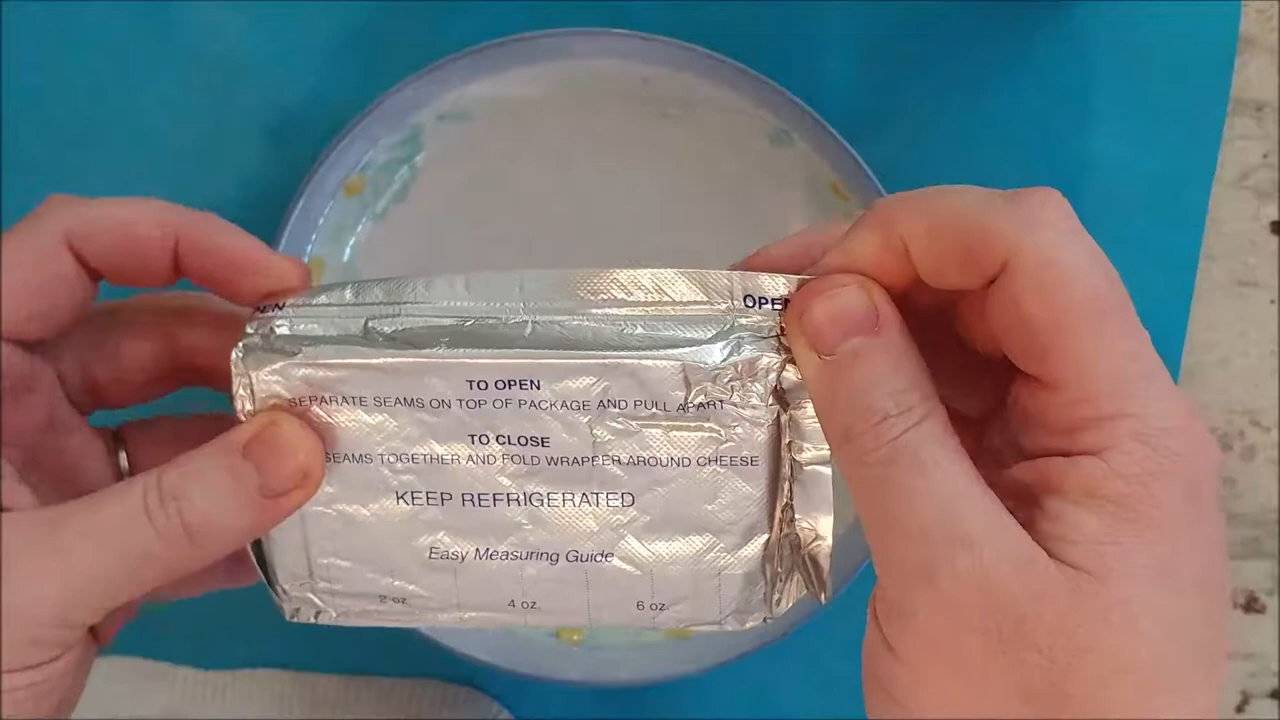 OPEN
TO OPEN
SEPARATE SEAMS ON TOP OF PACKAGE AND PULL APART
TO CLOSE
SEAMS TOGETHER AND FOLD WRAPPER AROUND CHEESE
KEEP REFRIGERATED
Easy Measuring Guide
2 oz. 4 oz. 6 oz.